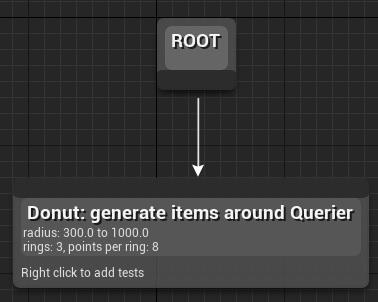 ROOT
Donut: generate items around Querier
radius: 300.0 to 1000.0
rings: 3, points per ring: 8
Right click to add tests